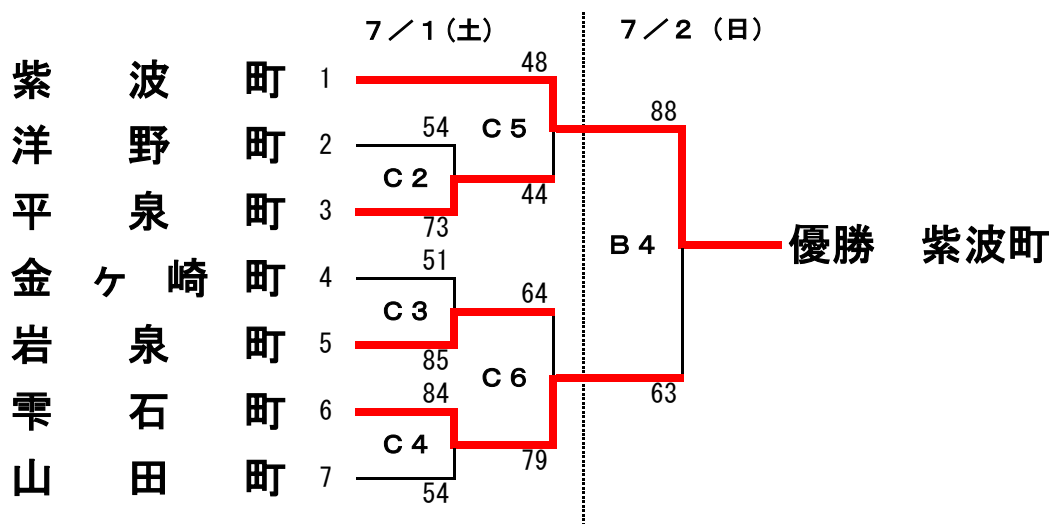 ７／１(土)　７／２（日）
48
紫波町 1
88
54 Ｃ５
洋野町 2
Ｃ２
44
平泉町 3
73
Ｂ４ 優勝　紫波町
51
金ヶ崎町 4
64
Ｃ３
岩泉町 5
85
Ｃ６
84 63
雫石町 6
Ｃ４
79
山田町 7
54